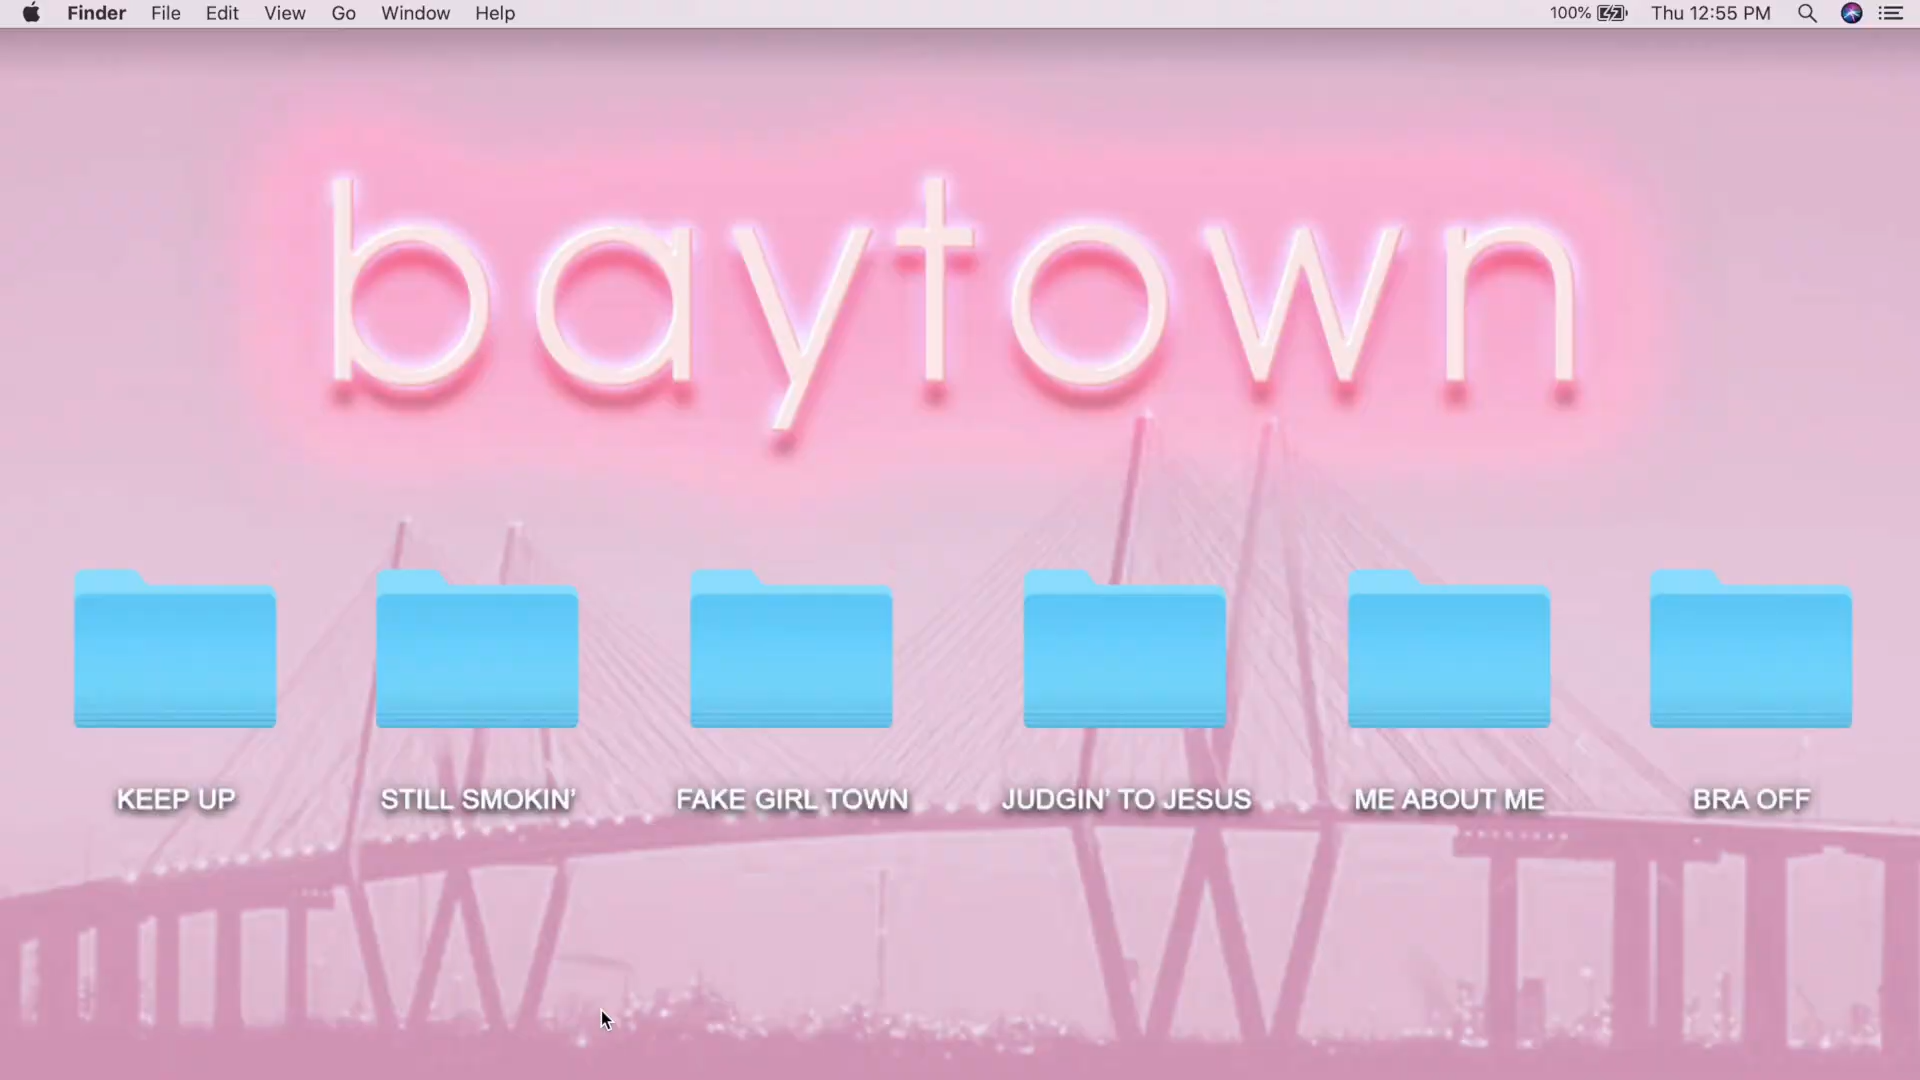 Finder File Edit View Go Window Help 100% Thu 12:55 PM
baytown
KEEP UP STILL SMOKIN’ FAKE GIRL TOWN JUDGIN’ TO JESUS ME ABOUT ME BRA OFF